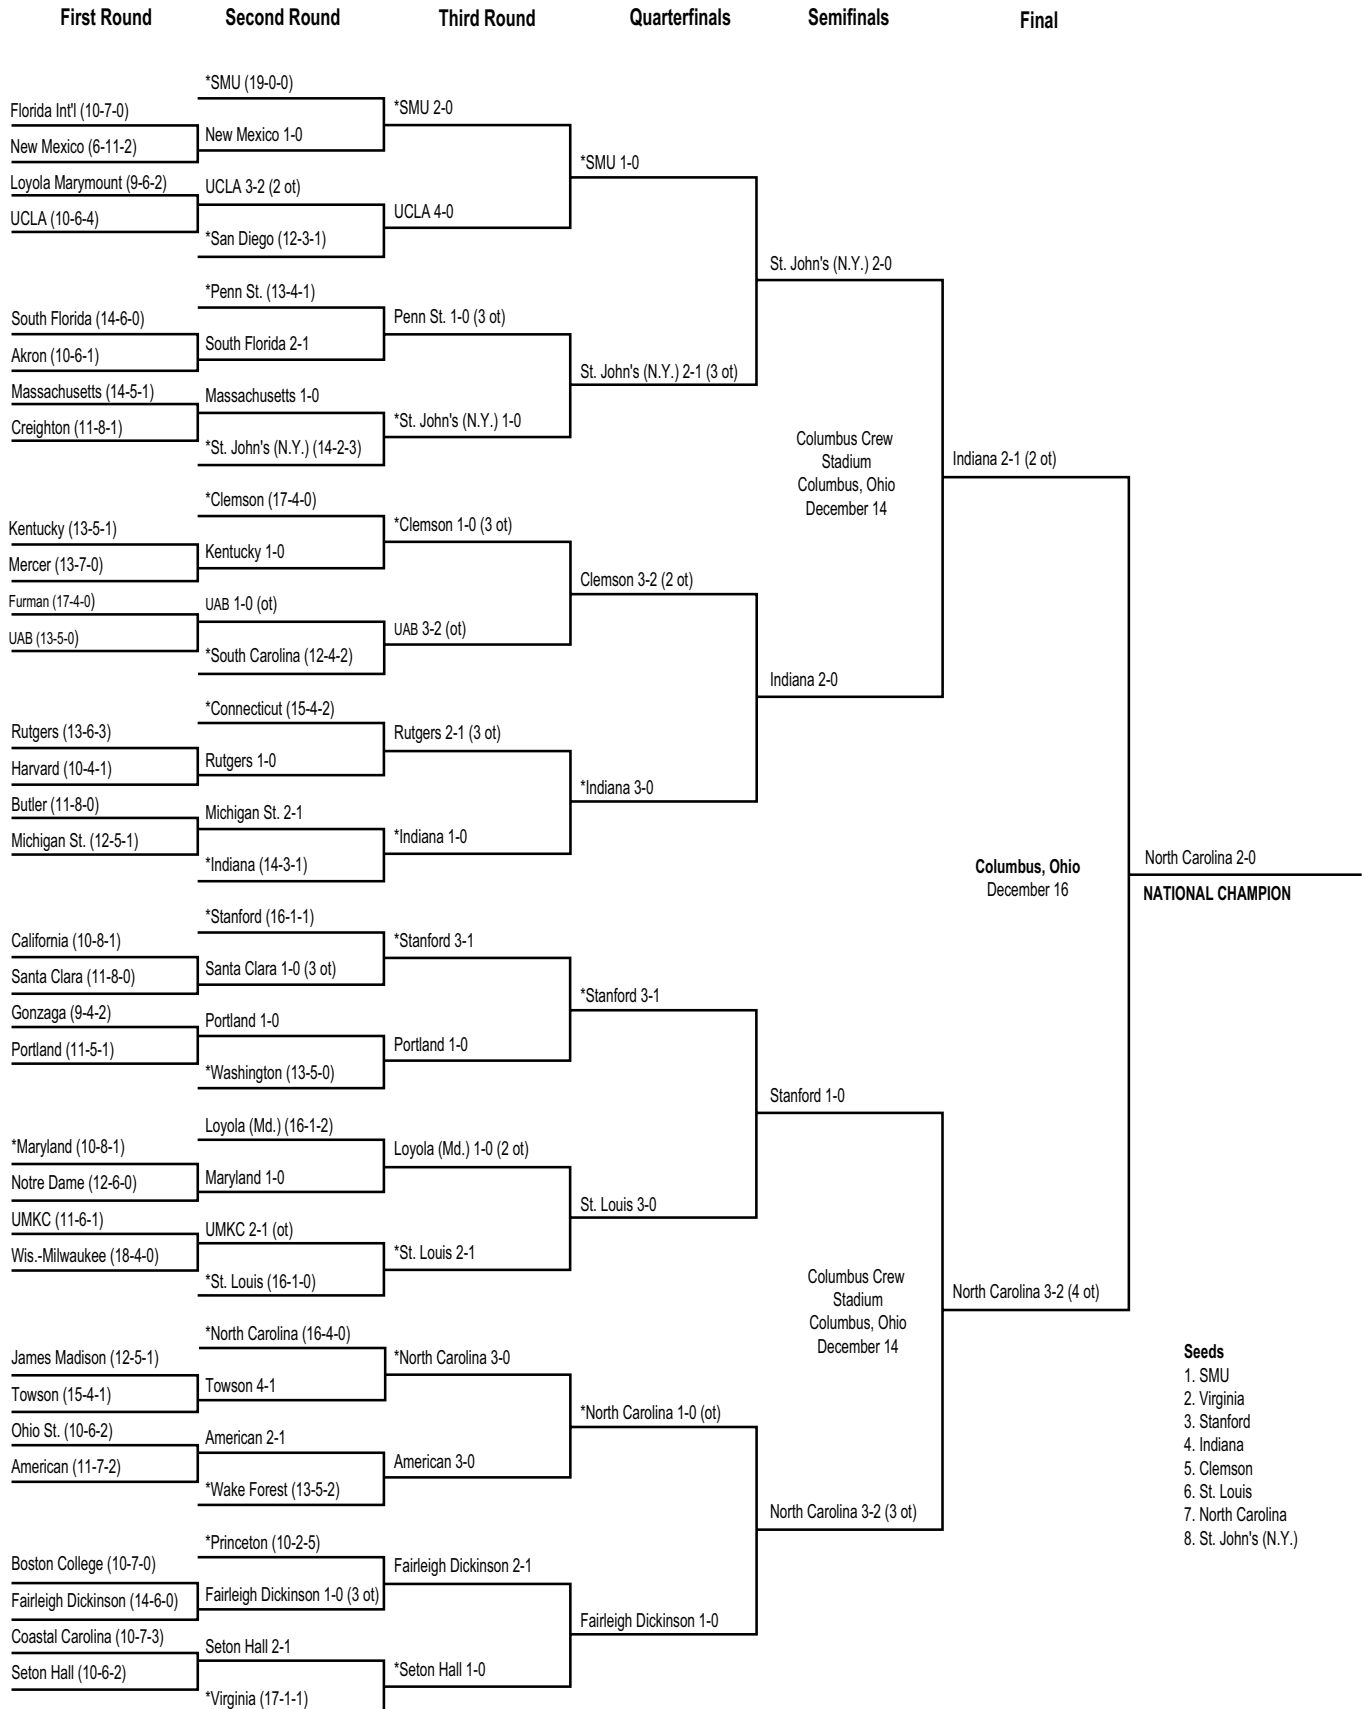 First Round
Second Round
Third Round
Quarterfinals
Semifinals
Final
*SMU (19-0-0)
Florida Int'l (10-7-0)
New Mexico 1-0
New Mexico (6-11-2)
Loyola Marymount (9-6-2)
UCLA 3-2 (2 ot)
UCLA (10-6-4)
*San Diego (12-3-1)
*Penn St. (13-4-1)
South Florida (14-6-0)
South Florida 2-1
Akron (10-6-1)
Massachusetts (14-5-1)
Massachusetts 1-0
Creighton (11-8-1)
*St. John's (N.Y.) (14-2-3)
*Clemson (17-4-0)
Kentucky (13-5-1)
Kentucky 1-0
Mercer (13-7-0)
Furman (17-4-0)
UAB 1-0 (ot)
UAB (13-5-0)
*South Carolina (12-4-2)
*Connecticut (15-4-2)
Rutgers (13-6-3)
Rutgers 1-0
Harvard (10-4-1)
Butler (11-8-0)
Michigan St. 2-1
Michigan St. (12-5-1)
*Indiana (14-3-1)
*Stanford (16-1-1)
California (10-8-1)
Santa Clara 1-0 (3 ot)
Santa Clara (11-8-0)
Gonzaga (9-4-2)
Portland 1-0
Portland (11-5-1)
*Washington (13-5-0)
Loyola (Md.) (16-1-2)
*Maryland (10-8-1)
Maryland 1-0
Notre Dame (12-6-0)
UMKC (11-6-1)
UMKC 2-1 (ot)
Wis.-Milwaukee (18-4-0)
*St. Louis (16-1-0)
*North Carolina (16-4-0)
James Madison (12-5-1)
Towson 4-1
Towson (15-4-1)
Ohio St. (10-6-2)
American 2-1
American (11-7-2)
*Wake Forest (13-5-2)
*Princeton (10-2-5)
Boston College (10-7-0)
Fairleigh Dickinson 1-0 (3 ot)
Fairleigh Dickinson (14-6-0)
Coastal Carolina (10-7-3)
Seton Hall 2-1
Seton Hall (10-6-2)
*Virginia (17-1-1)
*SMU 2-0
UCLA 4-0
Penn St. 1-0 (3 ot)
*St. John's (N.Y.) 1-0
*Clemson 1-0 (3 ot)
UAB 3-2 (ot)
Rutgers 2-1 (3 ot)
*Indiana 1-0
*Stanford 3-1
Portland 1-0
Loyola (Md.) 1-0 (2 ot)
*St. Louis 2-1
*North Carolina 3-0
American 3-0
Fairleigh Dickinson 2-1
*Seton Hall 1-0
*SMU 1-0
St. John's (N.Y.) 2-1 (3 ot)
Clemson 3-2 (2 ot)
*Indiana 3-0
*Stanford 3-1
St. Louis 3-0
*North Carolina 1-0 (ot)
Fairleigh Dickinson 1-0
St. John's (N.Y.) 2-0
Columbus Crew
Stadium
Columbus, Ohio
December 14
Indiana 2-0
Stanford 1-0
Columbus Crew
Stadium
Columbus, Ohio
December 14
North Carolina 3-2 (3 ot)
Indiana 2-1 (2 ot)
Columbus, Ohio
December 16
North Carolina 3-2 (4 ot)
North Carolina 2-0
NATIONAL CHAMPION
Seeds
1. SMU
2. Virginia
3. Stanford
4. Indiana
5. Clemson
6. St. Louis
7. North Carolina
8. St. John's (N.Y.)